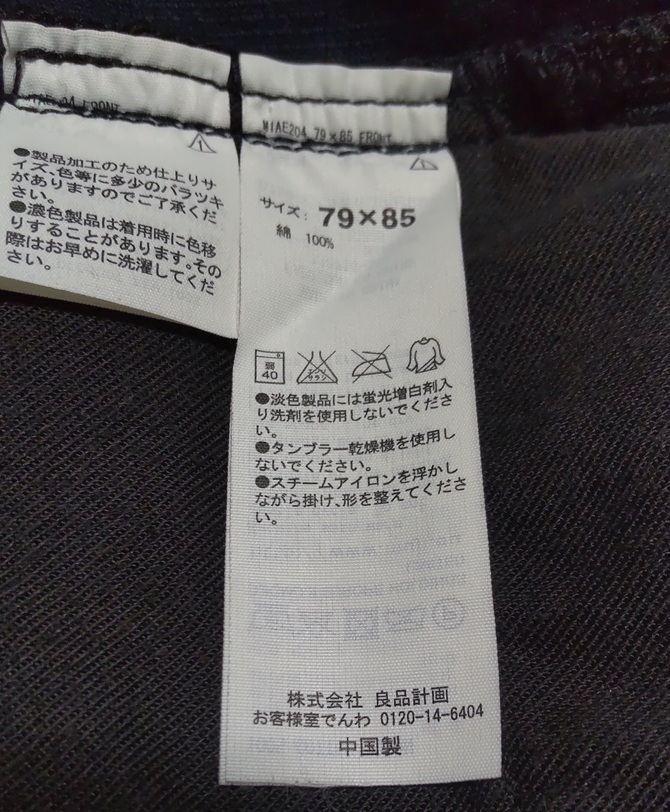 FRONT
●製品加工のため仕上りサ
イズ、色等に多少のバラツキ
がありますのでご了承くだ
さい。
●濃色製品は着用時に色移
りすることがあります。その
際はお早めに洗濯してくだ
さい。
M1AE204 79×85 FRONT
サイズ: 79×85
綿 100%
弱
40
エンソ
サラシ
●淡色製品には蛍光増白剤入
り洗剤を使用しないでくださ
い。
●タンブラー乾燥機を使用し
ないでください。
●スチームアイロンを浮かし
ながら掛け、形を整えてくださ
い。
株式会社 良品計画
お客様室でんわ 0120-14-6404
中国製